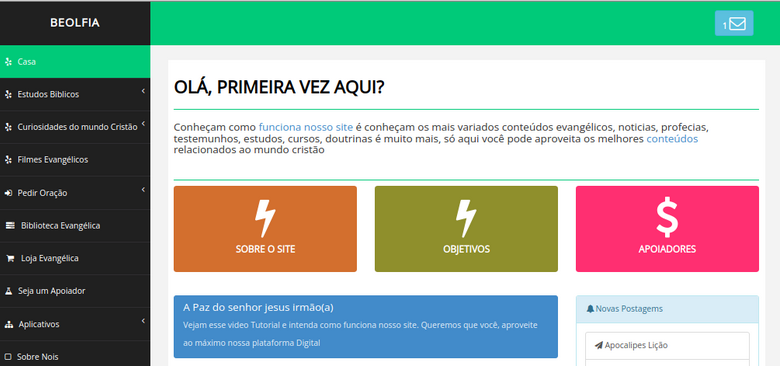 BEOLFIA
1
Casa
Estudos Bíblicos
Curiosidades do mundo Cristão
Filmes Evangélicos
Pedir Oração
Biblioteca Evangélica
Loja Evangélica
Seja um Apoiador
Aplicativos
Sobre Nois
OLÁ, PRIMEIRA VEZ AQUI?
Conheçam como funciona nosso site é conheçam os mais variados conteúdos evangélicos, noticias, profecias,
testemunhos, estudos, cursos, doutrinas é muito mais, só aqui você pode aproveita os melhores conteúdos
relacionados ao mundo cristão
SOBRE O SITE
OBJETIVOS
APOIADORES
A Paz do senhor jesus irmão(a)
Vejam esse video Tutorial e intenda como funciona nosso site. Queremos que você, aproveite
ao máximo nossa plataforma Digital
Novas Postagems
Apocalipes Lição